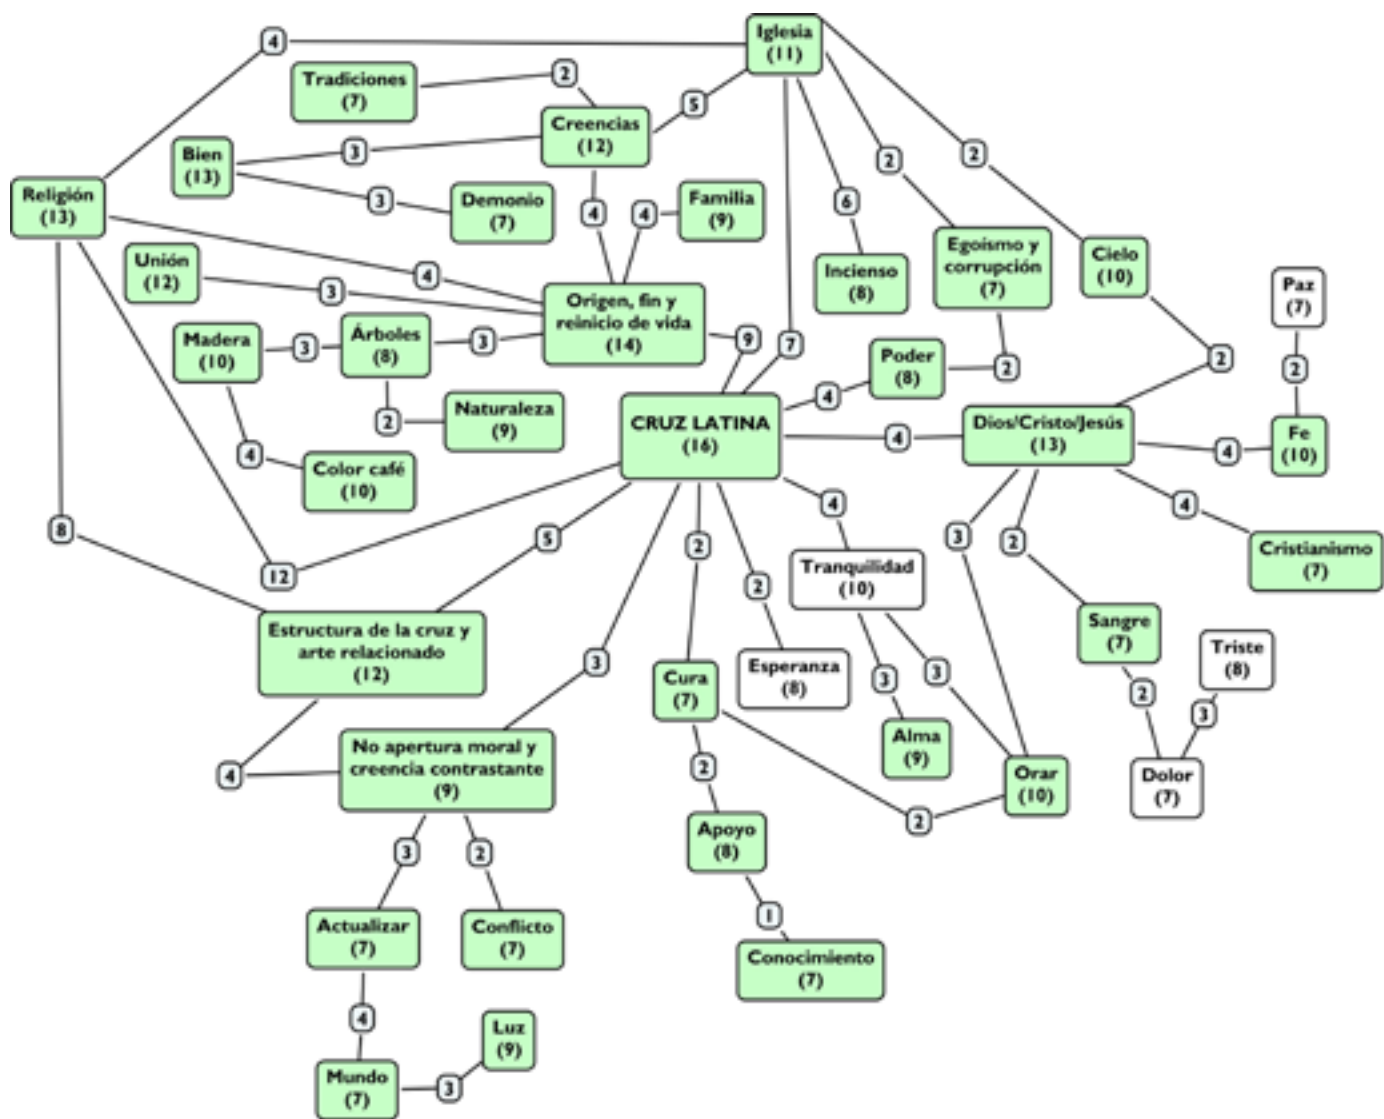 Iglesia
(11)
4
Tradiciones
(7)
2
5
Creencias
(12)
Bien
(13)
3
2
2
Religión
(13)
3
Demonio
(7)
4
4
Familia
(9)
6
Unión
(12)
4
3
Incienso
(8)
Egoísmo y
corrupción
(7)
Cielo
(10)
Paz
(7)
Origen, fin y
reinicio de vida
(14)
Madera
(10)
3
Árboles
(8)
3
9
7
Poder
(8)
2
2
2
2
Naturaleza
(9)
CRUZ LATINA
(16)
4
4
Dios/Cristo/Jesús
(13)
4
Fe
(10)
4
Color café
(10)
8
12
5
2
4
3
2
4
Cristianismo
(7)
Tranquilidad
(10)
2
Estructura de la cruz y
arte relacionado
(12)
3
Cura
(7)
Esperanza
(8)
3
3
Sangre
(7)
Triste
(8)
2
3
No apertura moral y
creencia contrastante
(9)
4
Alma
(9)
2
Orar
(10)
Dolor
(7)
2
Apoyo
(8)
3
2
1
Actualizar
(7)
Conflicto
(7)
Conocimiento
(7)
4
Luz
(9)
Mundo
(7)
3